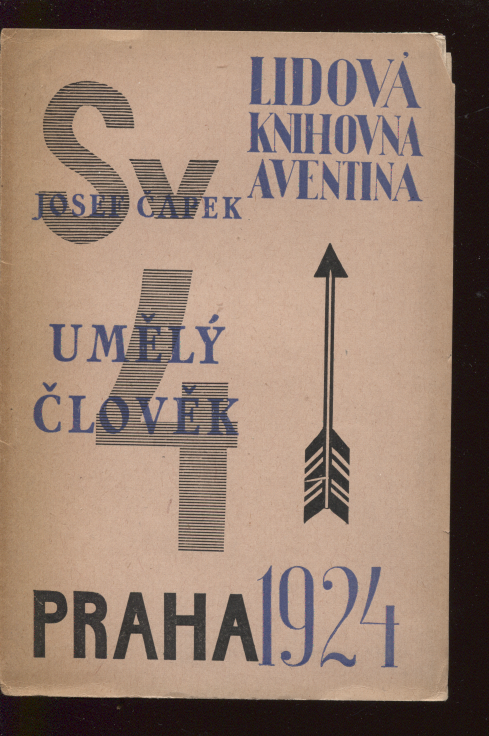 LIDOVÁ
KNIHOVNA
AVENTINA
Sv
JOSEF ČAPEK
4
UMĚLÝ
ČLOVĚK
PRAHA 1924